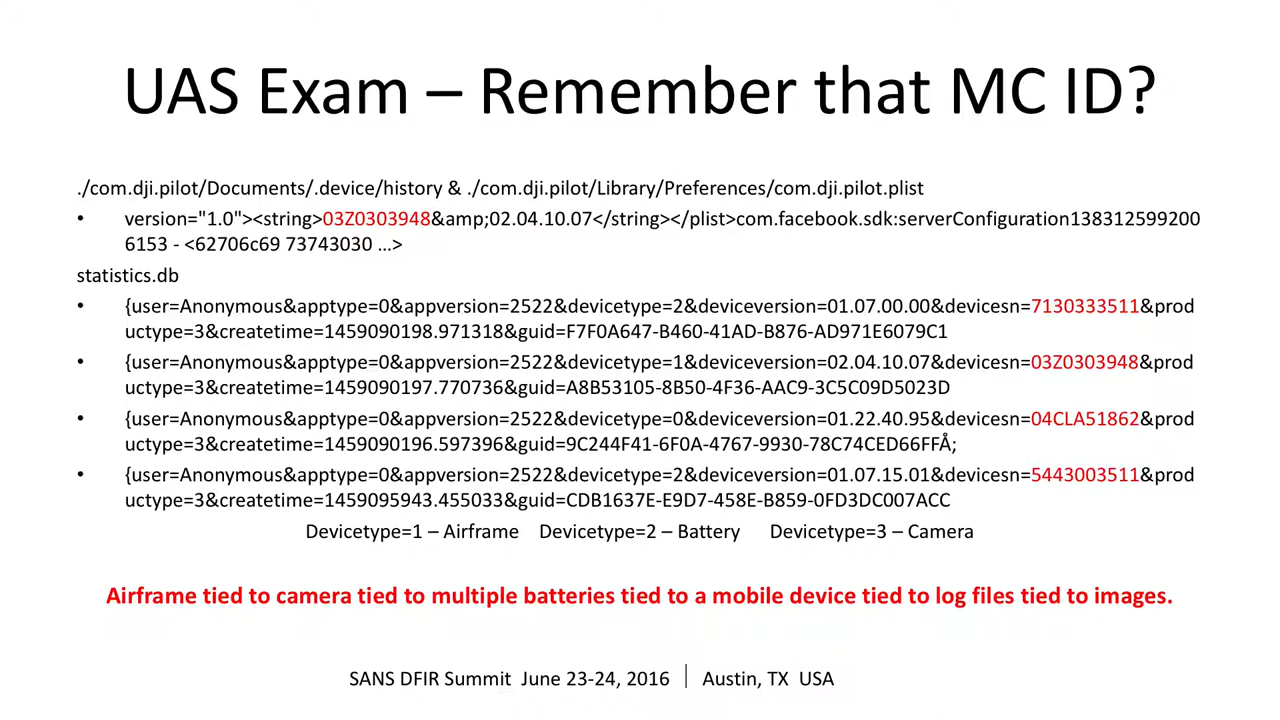 UAS Exam – Remember that MC ID?
./com.dji.pilot/Documents/.device/history & ./com.dji.pilot/Library/Preferences/com.dji.pilot.plist
• version="1.0"><string>03Z0303948&amp;02.04.10.07</string></plist>com.facebook.sdk:serverConfiguration138312599200
6153 - <62706c69 73743030 ...>
statistics.db
• {user=Anonymous&apptype=0&appversion=2522&devicetype=2&deviceversion=01.07.00.00&devicesn=7130333511&prod
uctype=3&createtime=1459090198.971318&guid=F7F0A647-B460-41AD-B876-AD971E6079C1
• {user=Anonymous&apptype=0&appversion=2522&devicetype=1&deviceversion=02.04.10.07&devicesn=03Z0303948&prod
uctype=3&createtime=1459090197.770736&guid=A8B53105-8B50-4F36-AAC9-3C5C09D5023D
• {user=Anonymous&apptype=0&appversion=2522&devicetype=0&deviceversion=01.22.40.95&devicesn=04CLA51862&prod
uctype=3&createtime=1459090196.597396&guid=9C244F41-6F0A-4767-9930-78C74CED66FFÅ;
• {user=Anonymous&apptype=0&appversion=2522&devicetype=2&deviceversion=01.07.15.01&devicesn=5443003511&prod
uctype=3&createtime=1459095943.455033&guid=CDB1637E-E9D7-458E-B859-0FD3DC007ACC
Devicetype=1 – Airframe Devicetype=2 – Battery Devicetype=3 – Camera
Airframe tied to camera tied to multiple batteries tied to a mobile device tied to log files tied to images.
SANS DFIR Summit June 23-24, 2016 | Austin, TX USA